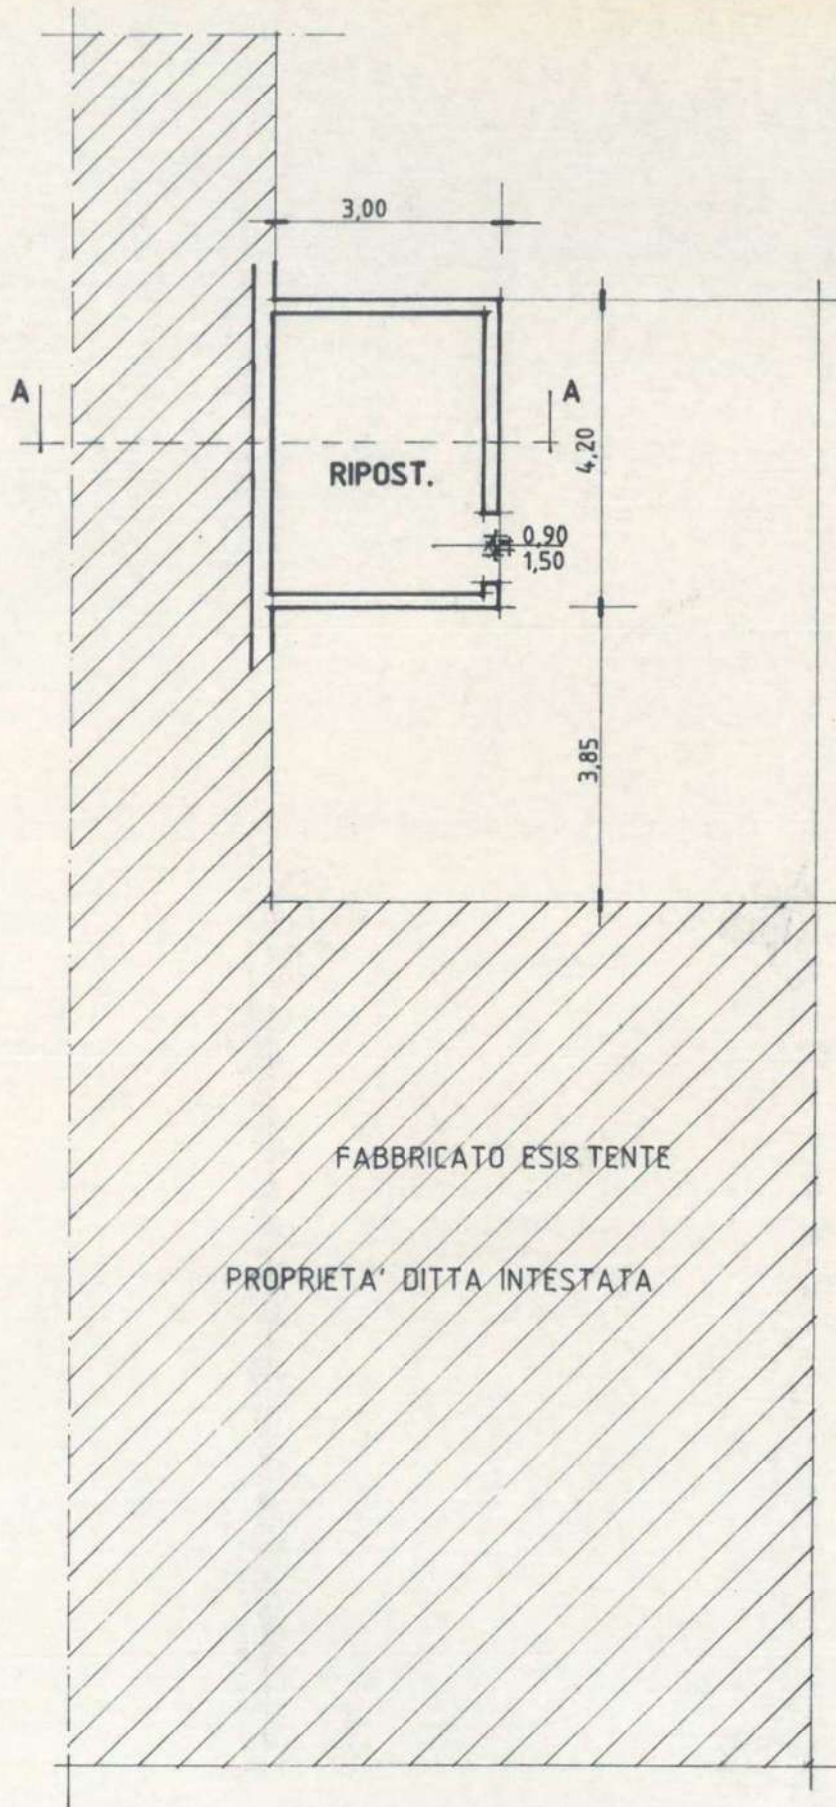 3,00
A
A
4,20
RIPOST.
0,90
1,50
3,85
FABBRICATO ESISTENTE
PROPRIETA' DITTA INTESTATA